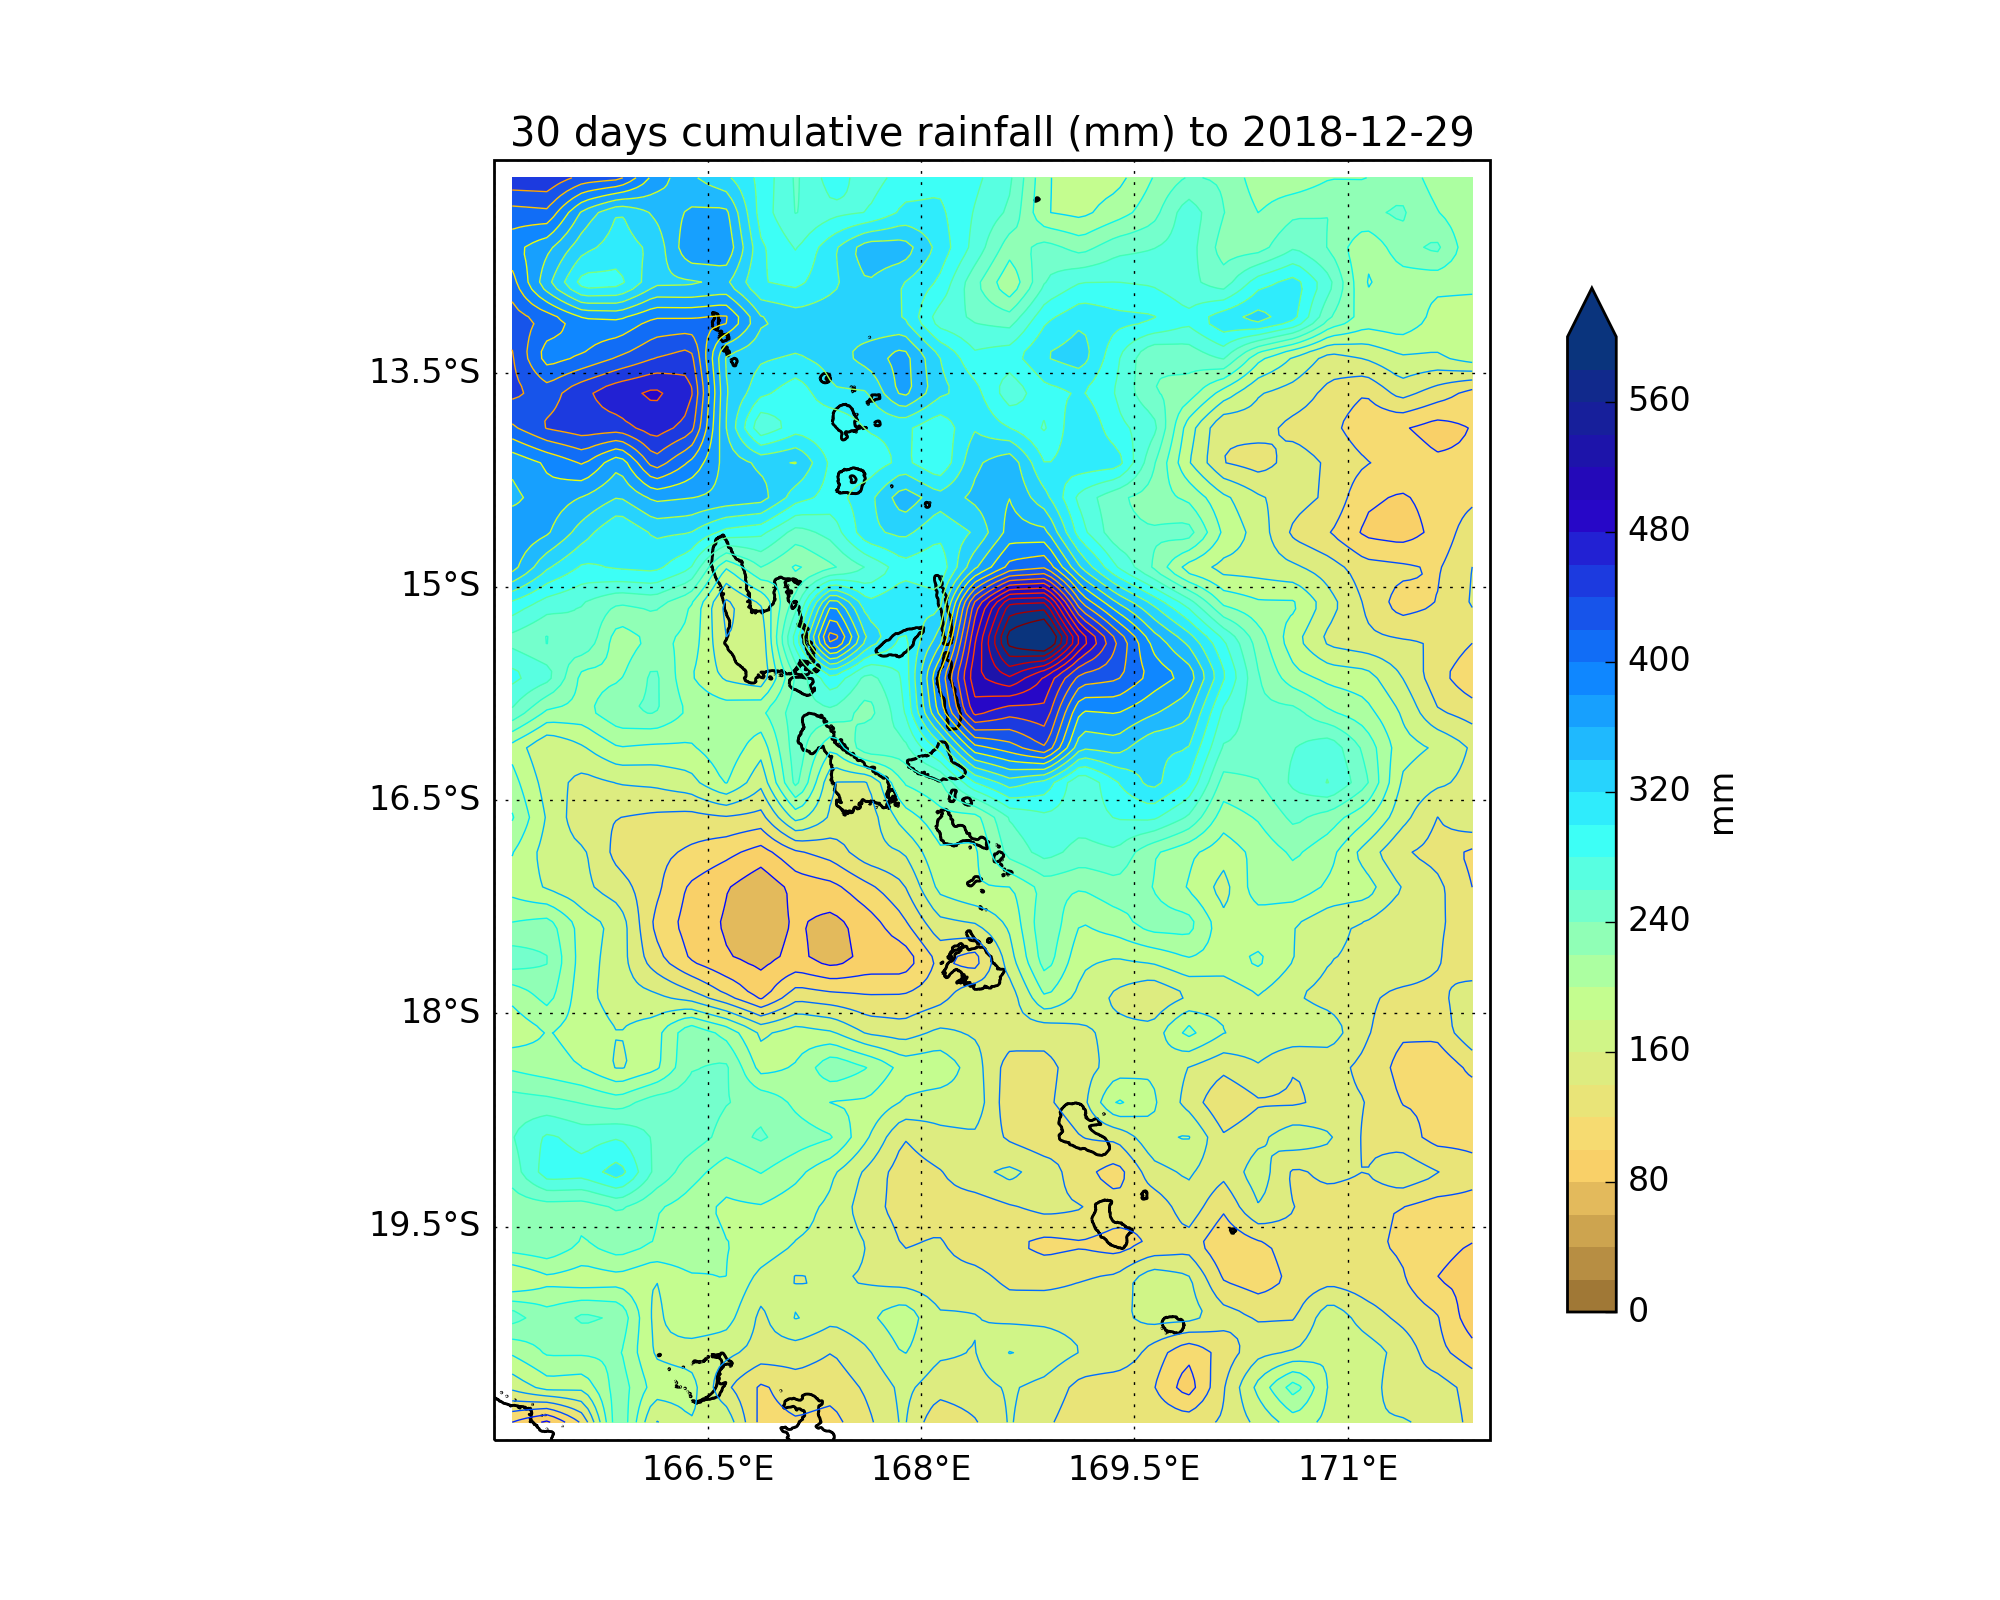 30 days cumulative rainfall (mm) to 2018-12-29
13.5°S
15°S
16.5°S
18°S
19.5°S
166.5°E
168°E
169.5°E
171°E
560
480
400
320
240
160
80
0
mm